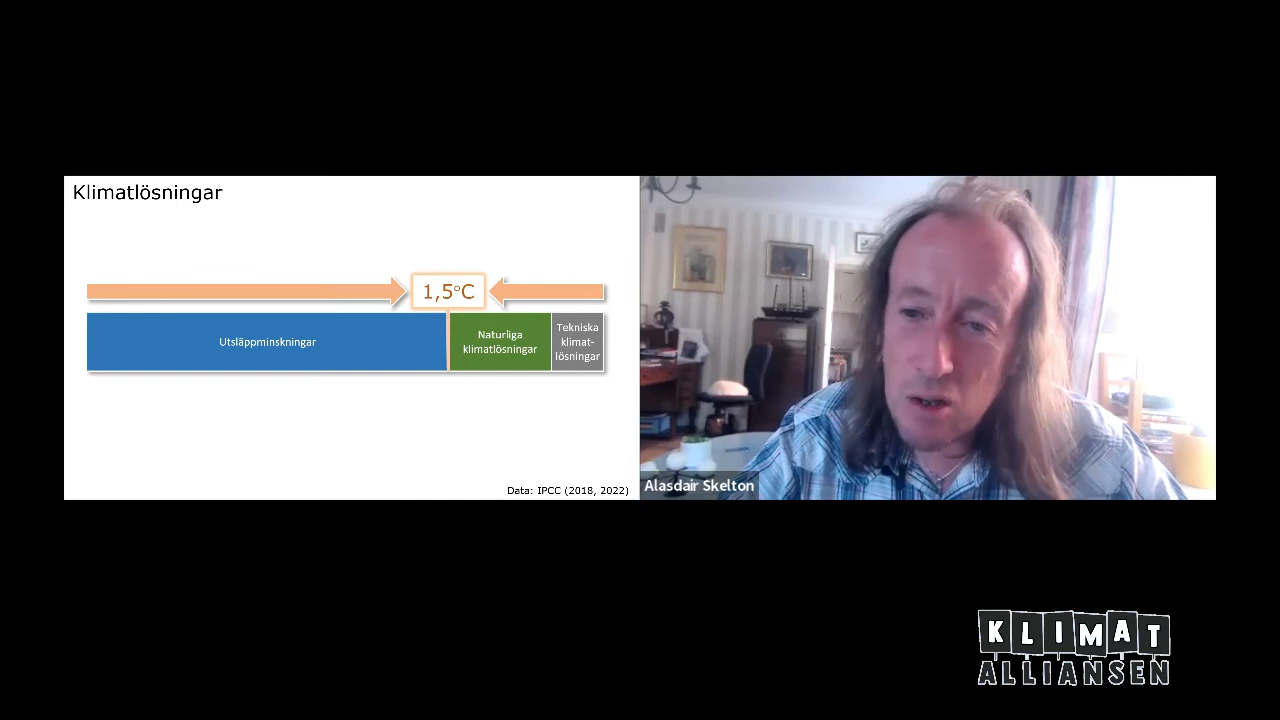 Klimatlösningar
1,5°C
Utsläppminskningar
Naturliga
klimatlösningar
Tekniska
klimat-
lösningar
Data: IPCC (2018, 2022)
Alasdair Skelton
KLIMAT
ALLIANSEN